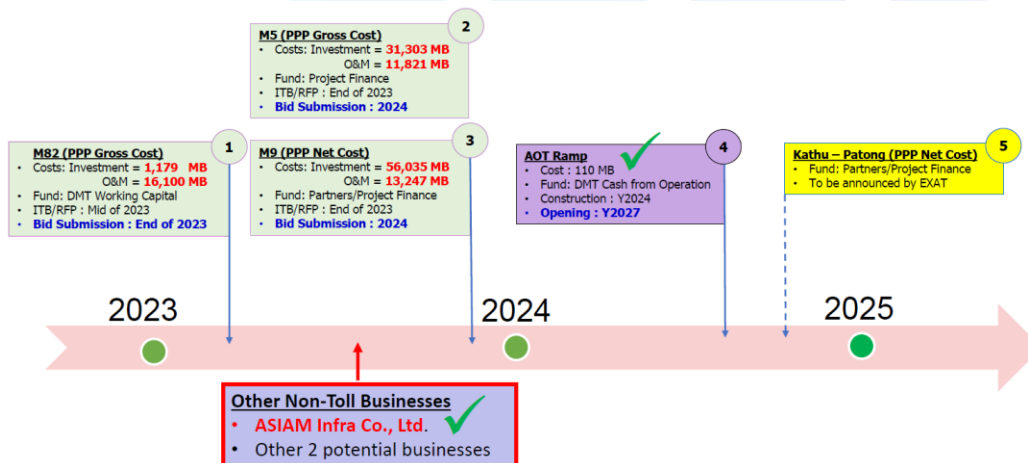 2
M5 (PPP Gross Cost)
• Costs: Investment = 31,303 MB
O&M = 11,821 MB
• Fund: Project Finance
• ITB/RFP : End of 2023
• Bid Submission : 2024
1
M82 (PPP Gross Cost)
• Costs: Investment = 1,179 MB
O&M = 16,100 MB
• Fund: DMT Working Capital
• ITB/RFP : Mid of 2023
• Bid Submission : End of 2023
3
M9 (PPP Net Cost)
• Costs: Investment = 56,035 MB
O&M = 13,247 MB
• Fund: Partners/Project Finance
• ITB/RFP : End of 2023
• Bid Submission : 2024
4
AOT Ramp
• Cost : 110 MB
• Fund: DMT Cash from Operation
• Construction : Y2024
• Opening : Y2027
5
Kathu – Patong (PPP Net Cost)
• Fund: Partners/Project Finance
• To be announced by EXAT
2023
2024
2025
Other Non-Toll Businesses
• ASIAM Infra Co., Ltd.
• Other 2 potential businesses